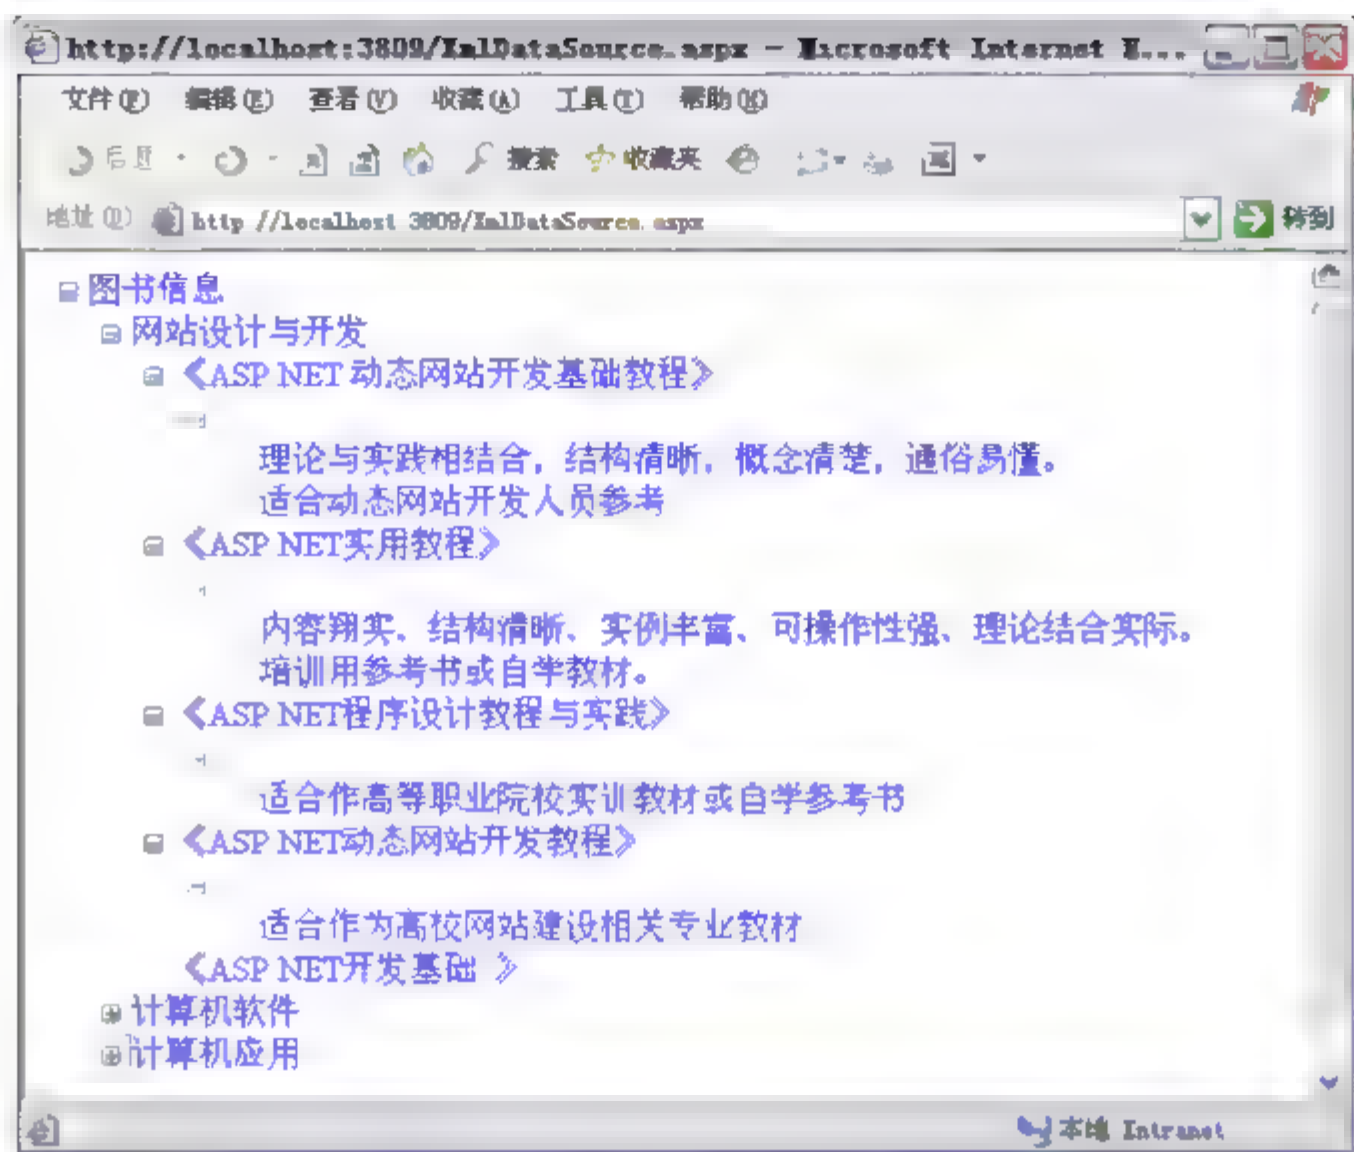 http://localhost:3809/XmlDataSource.aspx - Microsoft Internet E...
文件(F) 编辑(E) 查看(V) 收藏(A) 工具(T) 帮助(H)
后退 搜索 收藏夹
地址(D) http://localhost:3809/XmlDataSource.aspx 转到
图书信息
网站设计与开发
《ASP NET 动态网站开发基础教程》
理论与实践相结合，结构清晰，概念清楚，通俗易懂。
适合动态网站开发人员参考
《ASP NET实用教程》
内容翔实、结构清晰、实例丰富、可操作性强、理论结合实际。
培训用参考书或自学教材。
《ASP NET程序设计教程与实践》
适合作高等职业院校实训教材或自学参考书
《ASP NET动态网站开发教程》
适合作为高校网站建设相关专业教材
《ASP NET开发基础 》
计算机软件
计算机应用
本地 Intranet